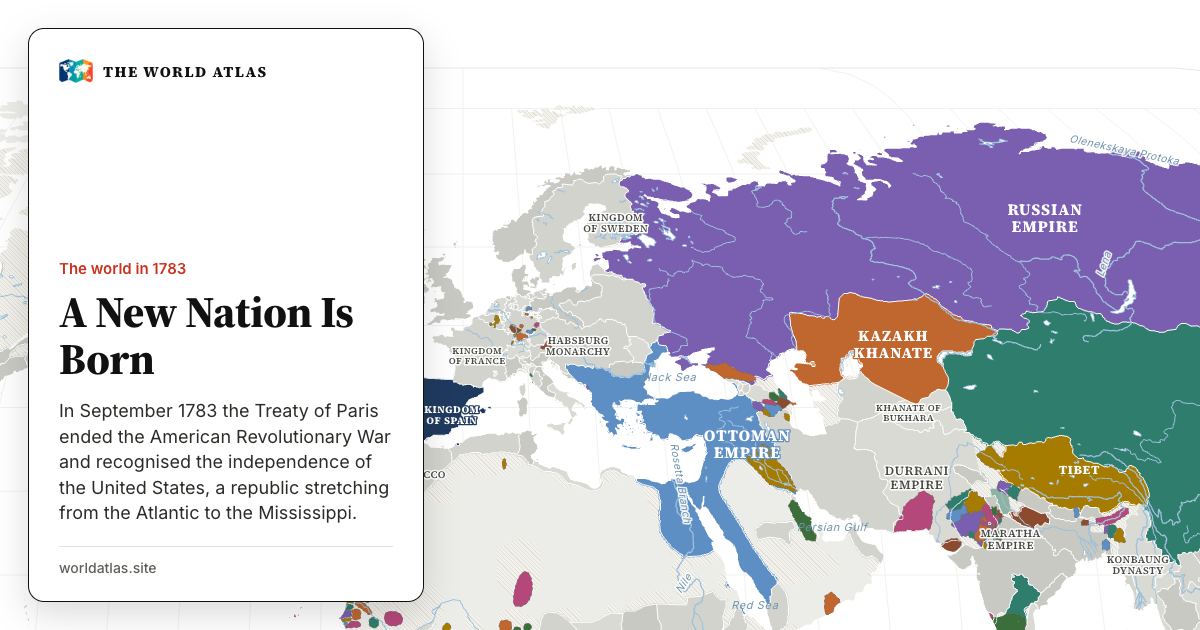 THE WORLD ATLAS
The world in 1783
A New Nation Is
Born
In September 1783 the Treaty of Paris
ended the American Revolutionary War
and recognised the independence of
the United States, a republic stretching
from the Atlantic to the Mississippi.
worldatlas.site
Olenekskaya Protoka
RUSSIAN
EMPIRE
KINGDOM
OF SWEDEN
Lena
KAZAKH
KHANATE
HABSBURG
MONARCHY
KINGDOM
OF FRANCE
lack Sea
KINGDOM
OF SPAIN
KHANATE OF
BUKHARA
OTTOMAN
EMPIRE
CCO
Rosetta Branch
DURRANI
EMPIRE
TIBET
Persian Gulf
MARATHA
EMPIRE
KONBAUNG
DYNASTY
Nile
Red Sea